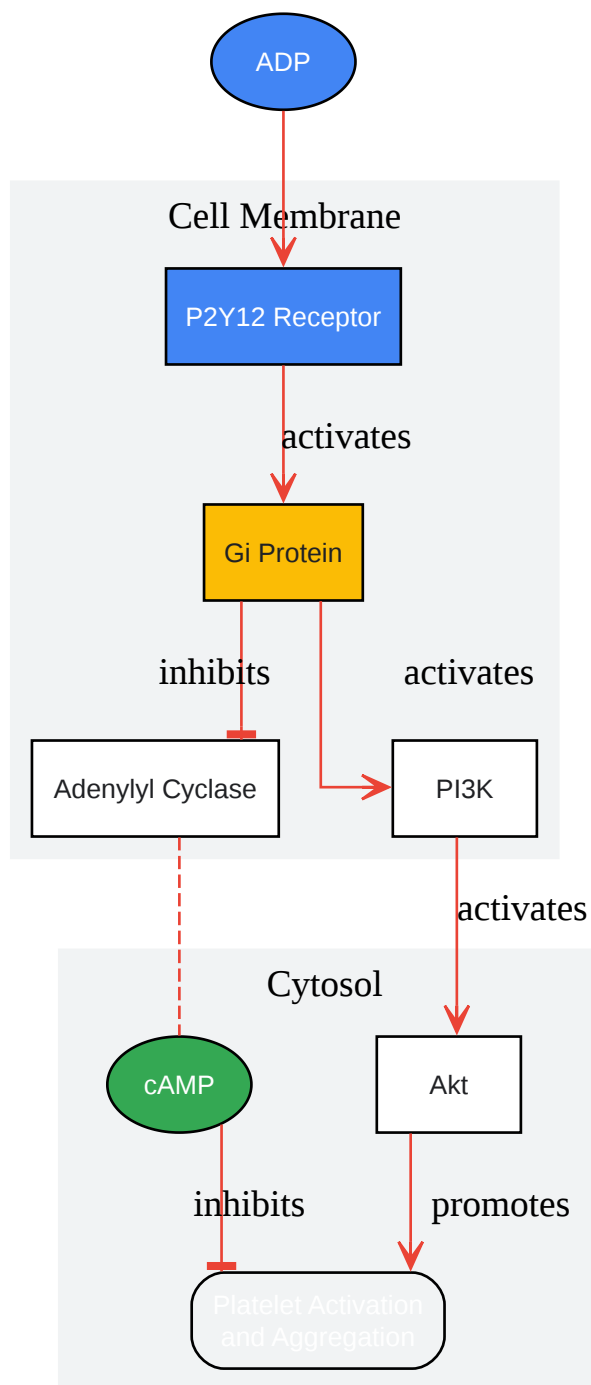 ADP
Cell Membrane
P2Y12 Receptor
activates
Gi Protein
inhibits
activates
Adenylyl Cyclase
PI3K
activates
Cytosol
cAMP
Akt
inhibits
promotes
Platelet Activation
and Aggregation